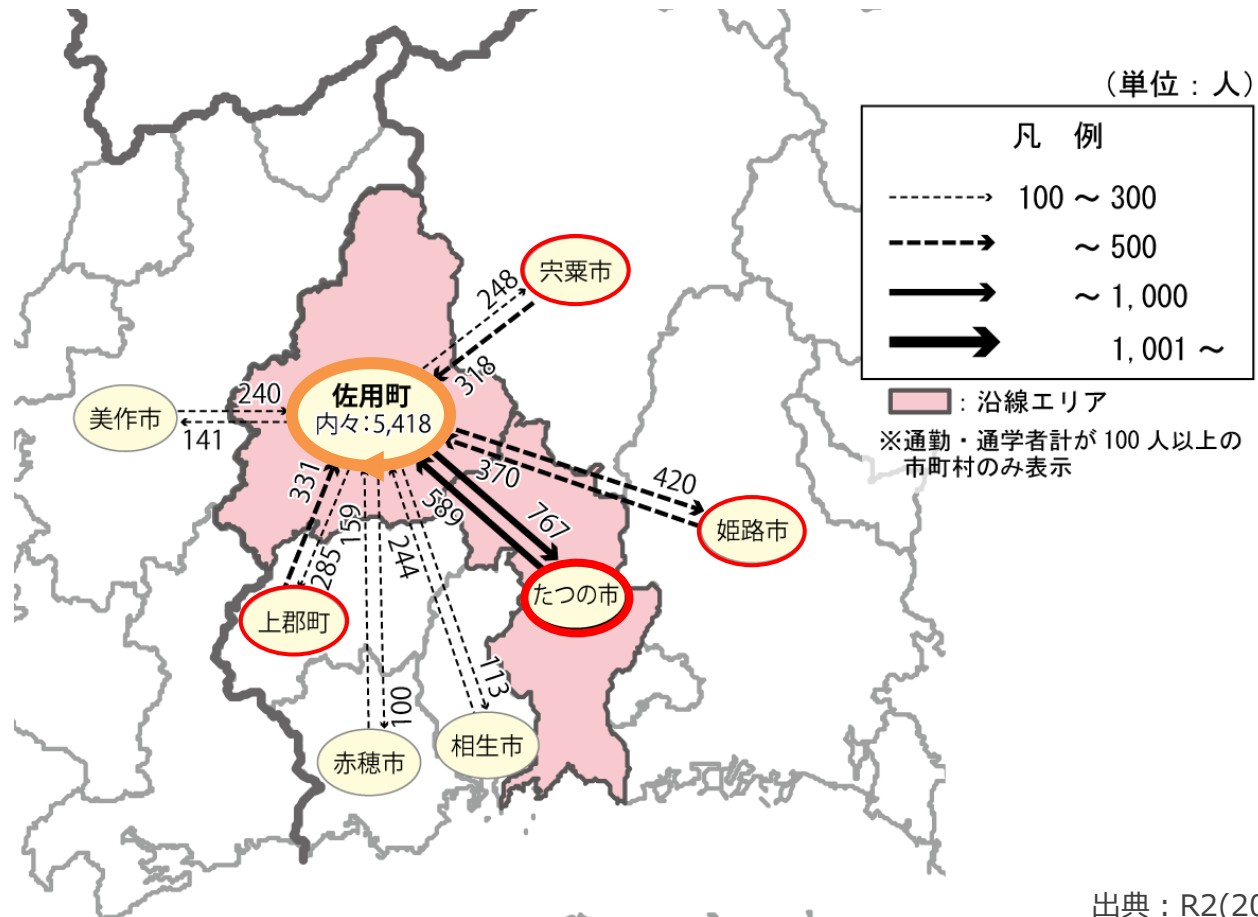 (単位：人)
凡 例
100 ～ 300
～ 500
～ 1,000
1,001 ～
：沿線エリア
※通勤・通学者計が 100 人以上の
市町村のみ表示
宍粟市
248
318
佐用町
内々：5,418
美作市
240
141
331
285
159
100
244
113
589
767
370
420
姫路市
たつの市
上郡町
赤穂市
相生市
出典：R2(20